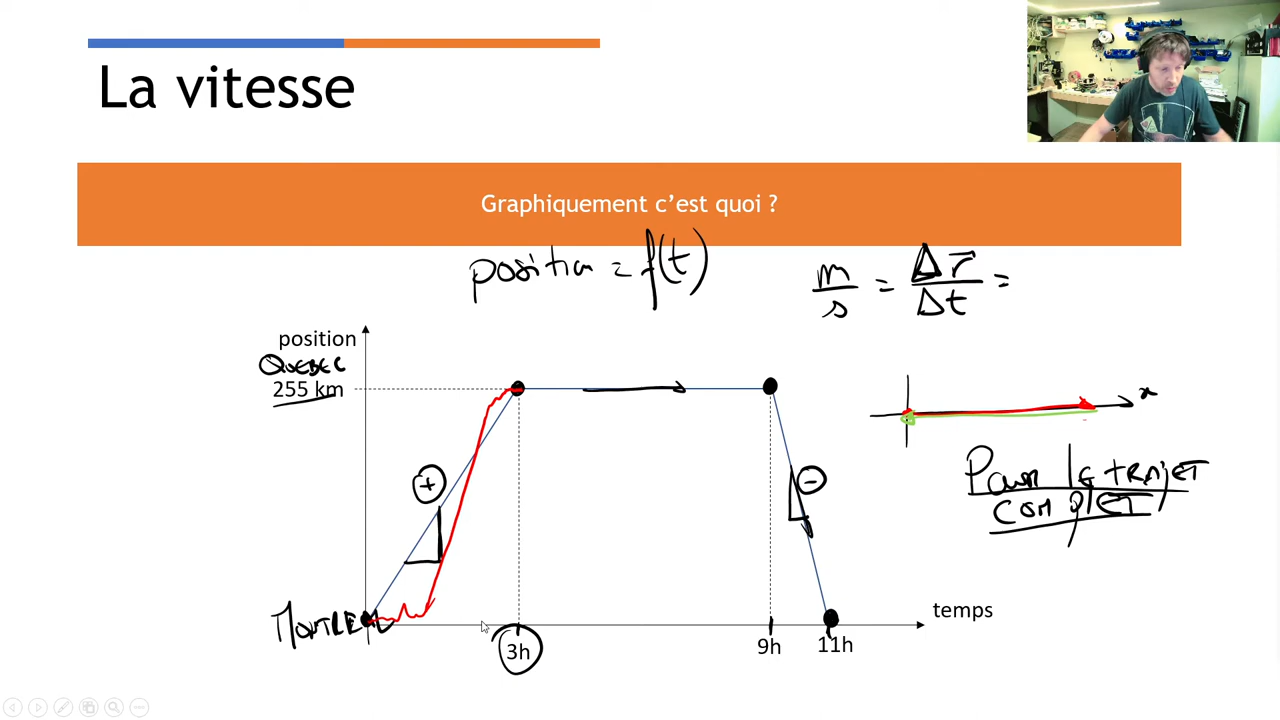 La vitesse
Graphiquement c’est quoi ?
position = f(t)
m/s = Δr/Δt =
position
QUEBEC
255 km
x
+
-
POUR LE TRAJET
COMPLET
MONTREAL
temps
3h
9h
11h